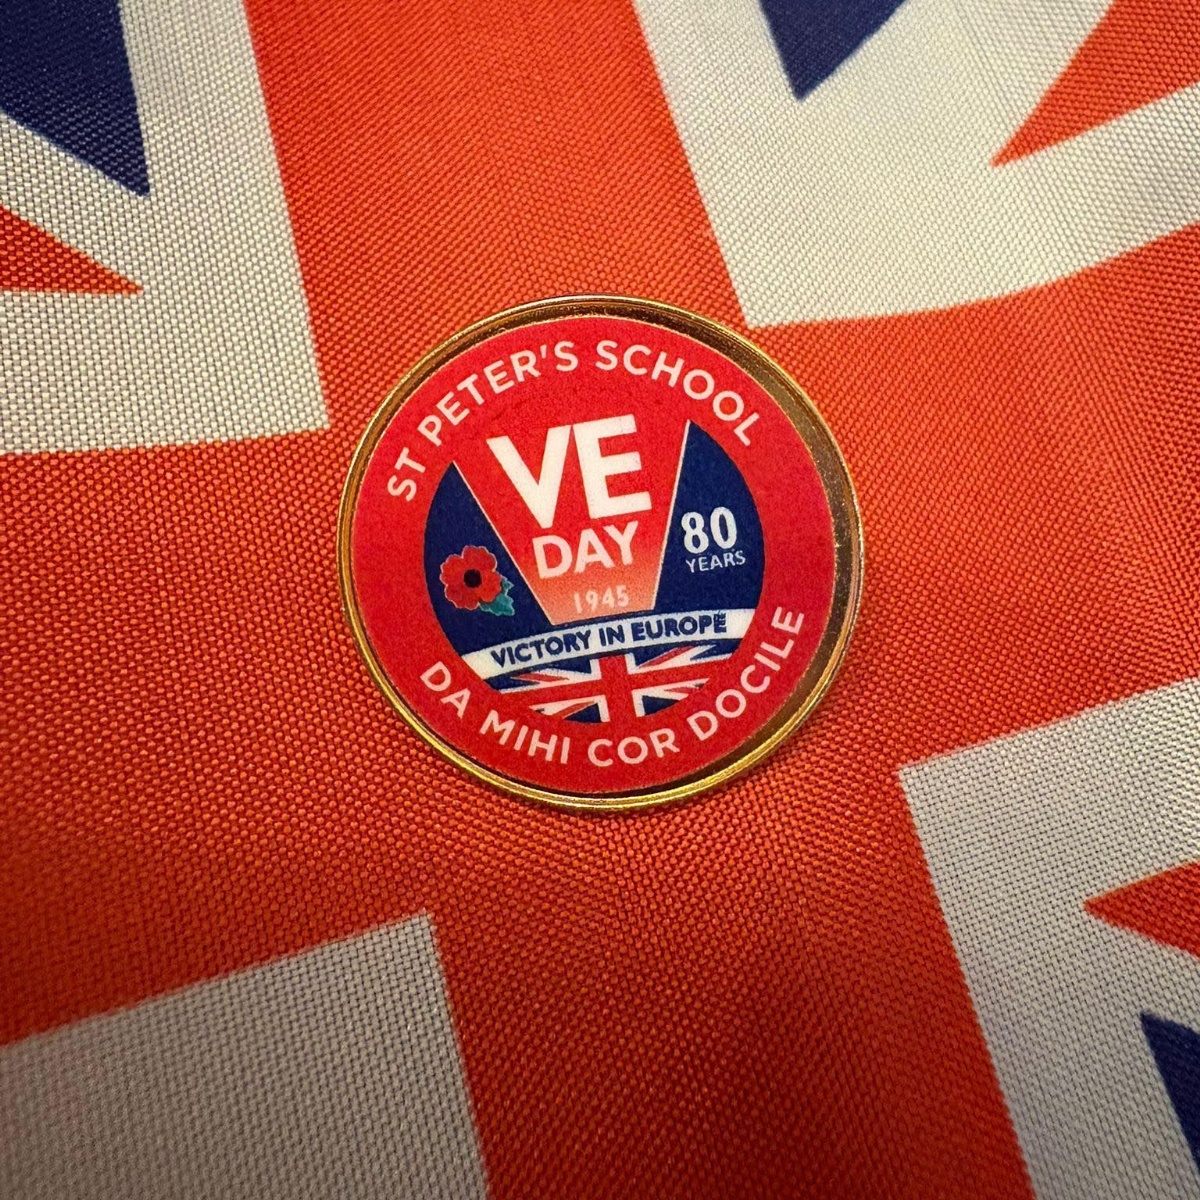 ST PETER'S SCHOOL
VE
DAY
1945
80
YEARS
VICTORY IN EUROPE
DA MIHI COR DOCILE